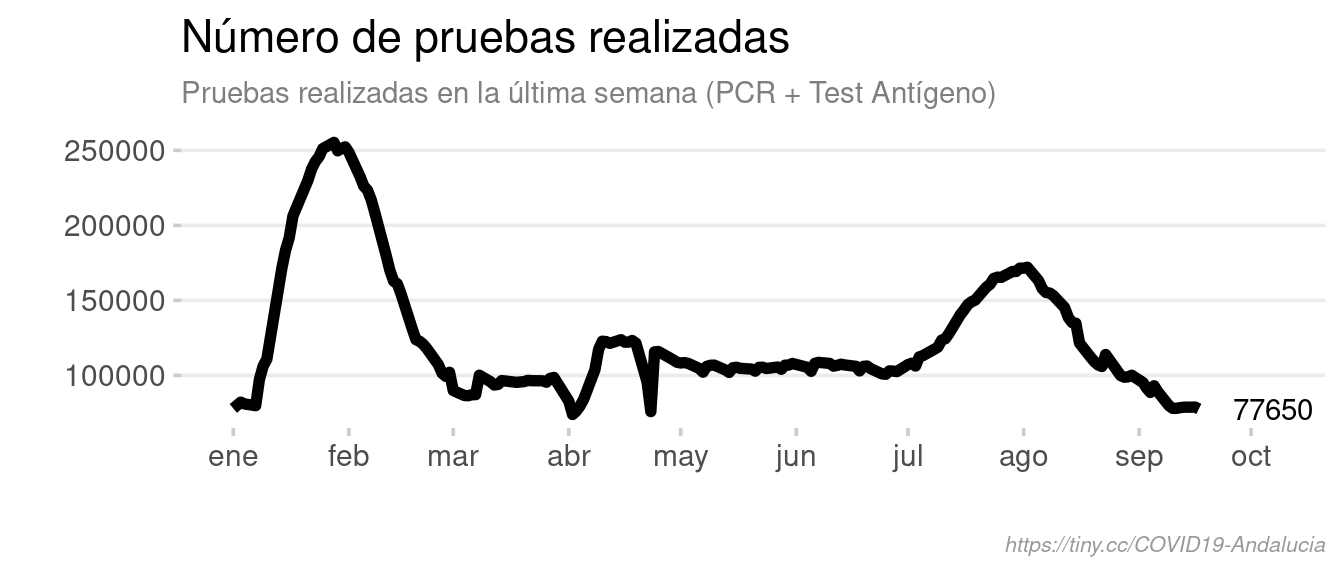 Número de pruebas realizadas
Pruebas realizadas en la última semana (PCR + Test Antígeno)
250000
200000
150000
100000
77650
ene feb mar abr may jun jul ago sep oct
https://tiny.cc/COVID19-Andalucia